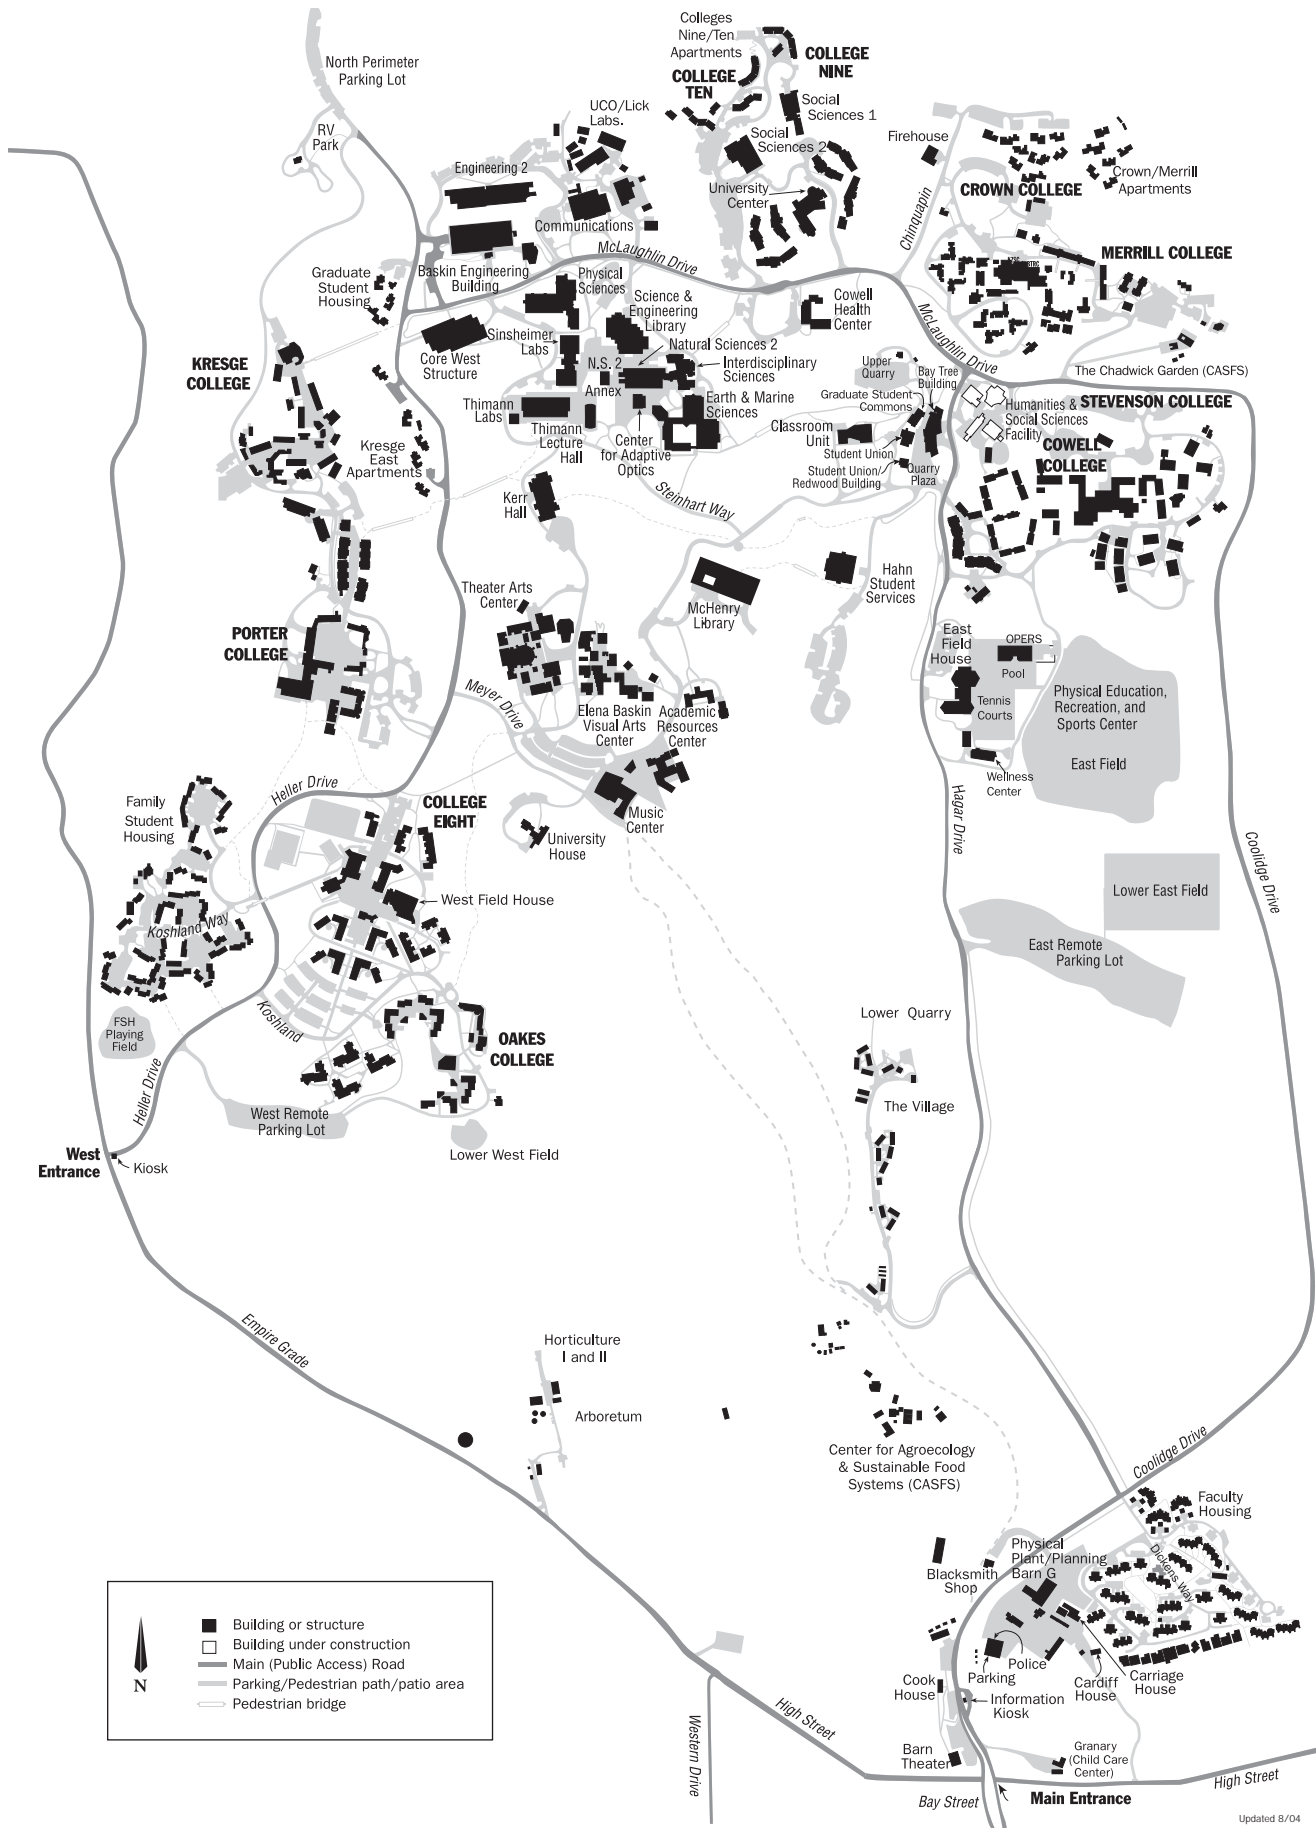 Colleges
Nine/Ten
Apartments
COLLEGE
NINE
COLLEGE
TEN
North Perimeter
Parking Lot
RV
Park
UCO/Lick
Labs.
Social
Sciences 1
Social
Sciences 2
Firehouse
Engineering 2
University
Center
Crown/Merrill
Apartments
CROWN COLLEGE
Chinquapin
Communications
McLaughlin Drive
MERRILL COLLEGE
Graduate
Student
Housing
Baskin Engineering
Building
Physical
Sciences
Science &
Engineering
Library
Cowell
Health
Center
McLaughlin Drive
Sinsheimer
Labs
Core West
Structure
Natural Sciences 2
N.S. 2
Annex
Interdisciplinary
Sciences
Upper
Quarry
Bay Tree
Building
The Chadwick Garden (CASFS)
KRESGE
COLLEGE
Graduate Student
Commons
Thimann
Labs
Earth & Marine
Sciences
Humanities &
Social Sciences
Facility
STEVENSON COLLEGE
Thimann
Lecture
Hall
Center
for Adaptive
Optics
Classroom
Unit
Student Union
COWELL
COLLEGE
Kresge
East
Apartments
Student Union/
Redwood Building
Quarry
Plaza
Steinhart Way
Kerr
Hall
Hahn
Student
Services
Theater Arts
Center
McHenry
Library
PORTER
COLLEGE
East
Field
House
OPERS
Pool
Tennis
Courts
Physical Education,
Recreation, and
Sports Center
East Field
Meyer Drive
Elena Baskin
Visual Arts
Center
Academic
Resources
Center
Wellness
Center
Heller Drive
Family
Student
Housing
COLLEGE
EIGHT
Music
Center
University
House
Hagar Drive
Coolidge Drive
West Field House
Lower East Field
Koshland Way
East Remote
Parking Lot
Koshland
FSH
Playing
Field
Lower Quarry
OAKES
COLLEGE
Heller Drive
West Remote
Parking Lot
The Village
Lower West Field
West
Entrance
Kiosk
Empire Grade
Horticulture
I and II
Arboretum
Center for Agroecology
& Sustainable Food
Systems (CASFS)
Coolidge Drive
Faculty
Housing
Blacksmith
Shop
Physical
Plant/Planning
Barn G
Dickens Way
Building or structure
Building under construction
Main (Public Access) Road
Parking/Pedestrian path/patio area
Pedestrian bridge
N
Police
Parking
Cardiff
House
Carriage
House
Cook
House
Information
Kiosk
High Street
Western Drive
Barn
Theater
Granary
(Child Care
Center)
High Street
Bay Street
Main Entrance
Updated 8/04